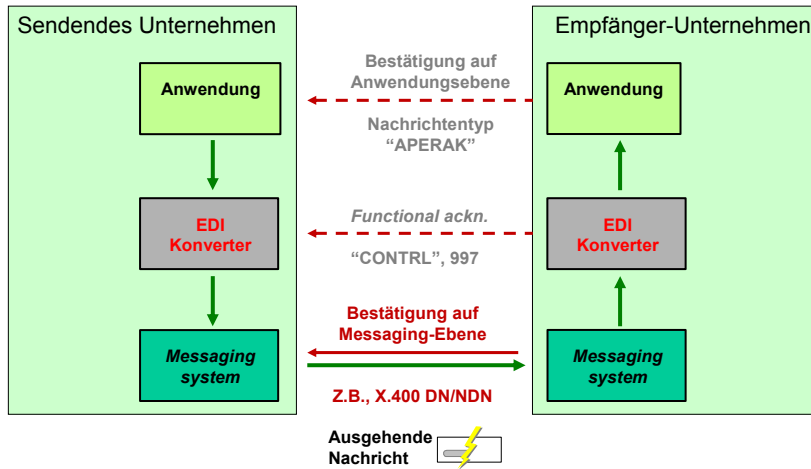 Sendendes Unternehmen
Empfänger-Unternehmen
Anwendung
Bestätigung auf
Anwendungsebene
Nachrichtentyp
“APERAK”
Anwendung
EDI
Konverter
Functional ackn.
“CONTRL”, 997
EDI
Konverter
Messaging
system
Bestätigung auf
Messaging-Ebene
Z.B., X.400 DN/NDN
Messaging
system
Ausgehende
Nachricht